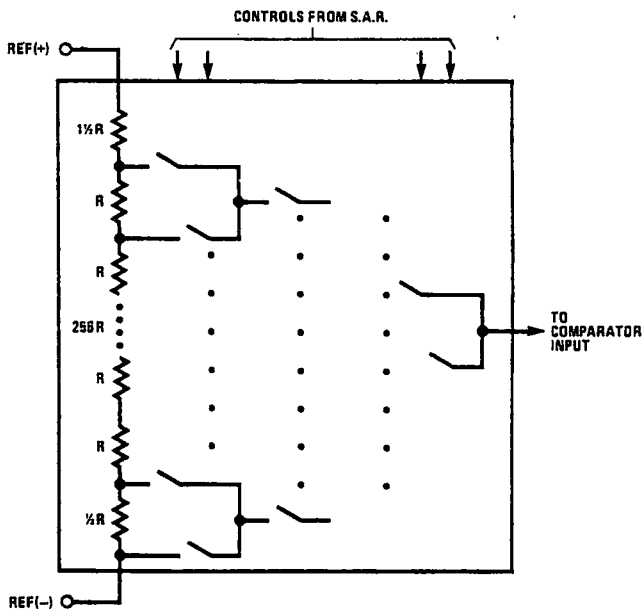 CONTROLS FROM S.A.R.
REF(+)
1½R
R
R
256R
R
R
½R
TO
COMPARATOR
INPUT
REF(−)